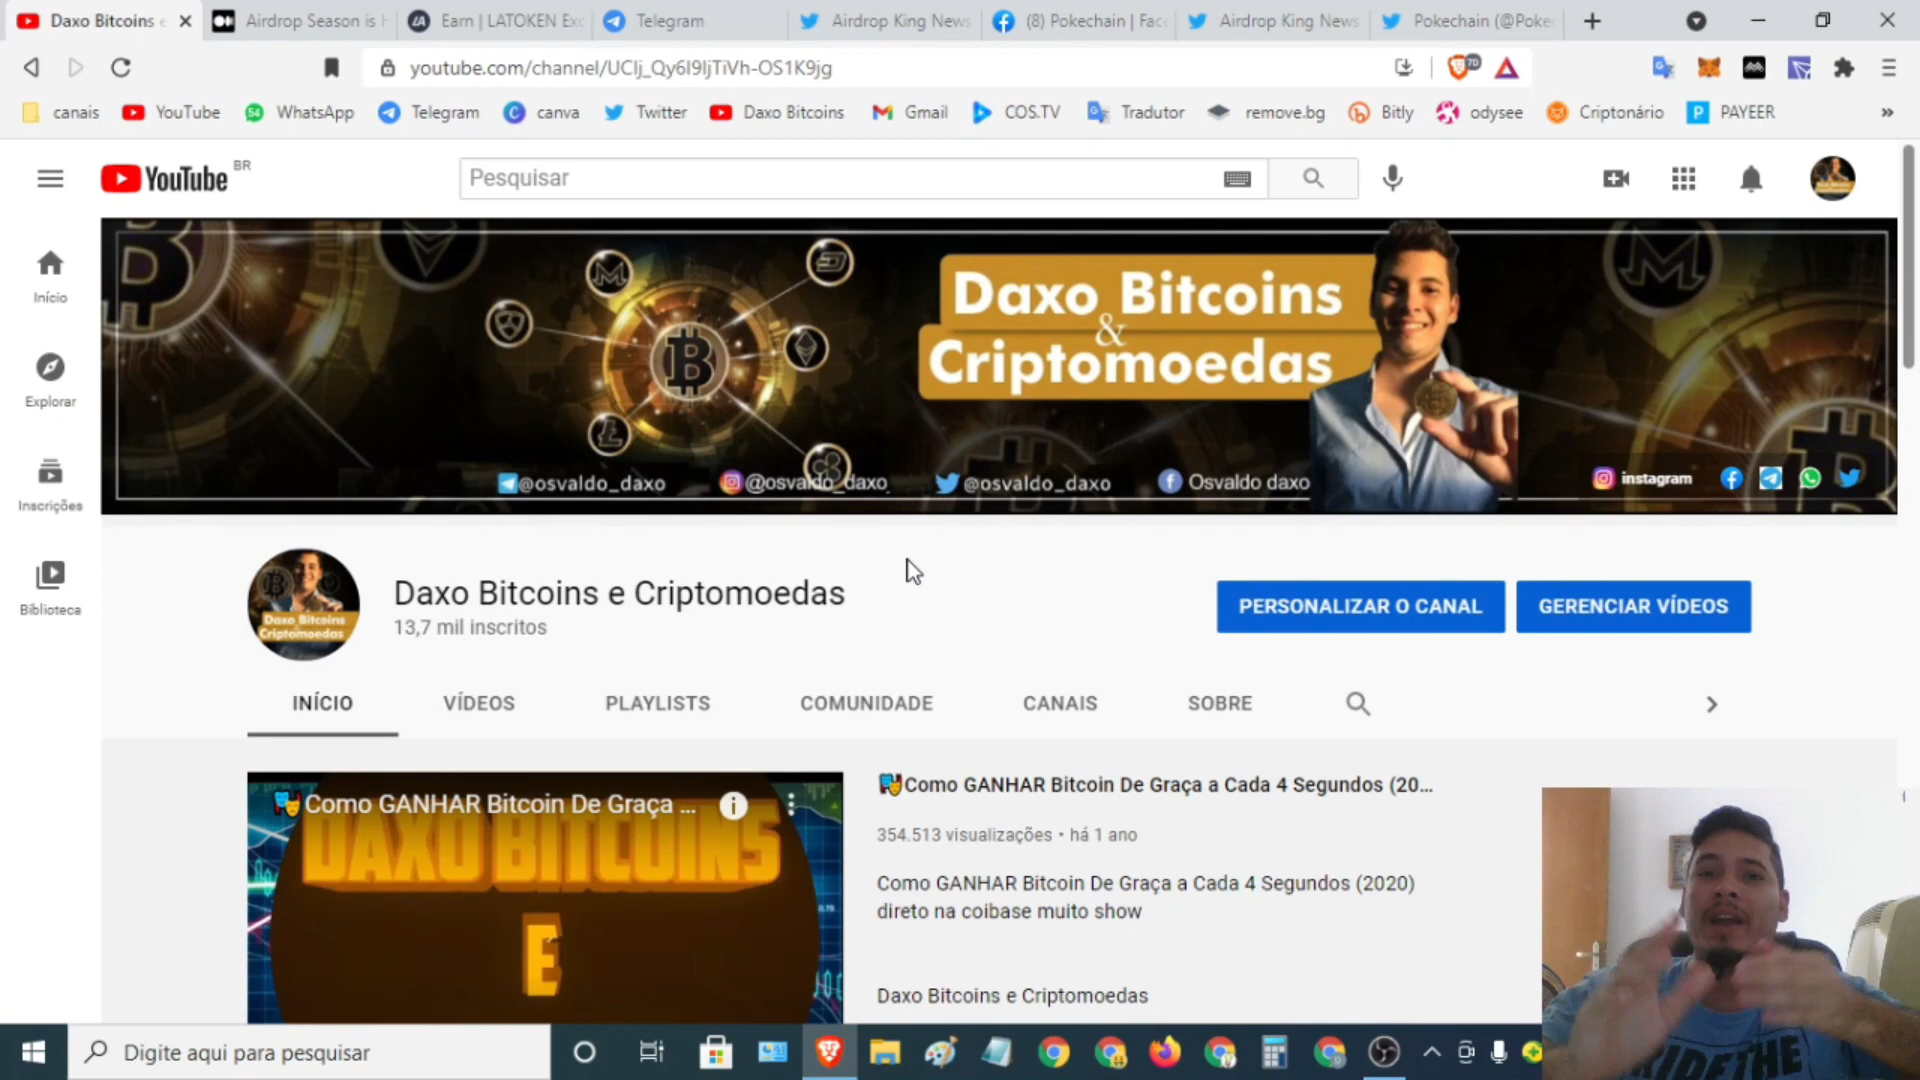 Daxo Bitcoins e
Airdrop Season is H
Earn | LATOKEN Exc
Telegram
Airdrop King News
(8) Pokechain | Face
Airdrop King News
Pokechain (@Poke
youtube.com/channel/UClj_Qy6I9IjTiVh-OS1K9jg
canais
YouTube
WhatsApp
Telegram
canva
Twitter
Daxo Bitcoins
Gmail
COS.TV
Tradutor
remove.bg
Bitly
odysee
Criptonário
PAYEER
YouTube BR
Pesquisar
Início
Explorar
Inscrições
Biblioteca
Daxo Bitcoins
&
Criptomoedas
@osvaldo_daxo
@osvaldo_daxo
@osvaldo_daxo
Osvaldo daxo
instagram
Daxo Bitcoins
Criptomoedas
Daxo Bitcoins e Criptomoedas
13,7 mil inscritos
PERSONALIZAR O CANAL
GERENCIAR VÍDEOS
INÍCIO
VÍDEOS
PLAYLISTS
COMUNIDADE
CANAIS
SOBRE
Como GANHAR Bitcoin De Graça ...
DAXO BITCOINS
E
Como GANHAR Bitcoin De Graça a Cada 4 Segundos (20...
354.513 visualizações • há 1 ano
Como GANHAR Bitcoin De Graça a Cada 4 Segundos (2020)
direto na coibase muito show
Daxo Bitcoins e Criptomoedas
Digite aqui para pesquisar